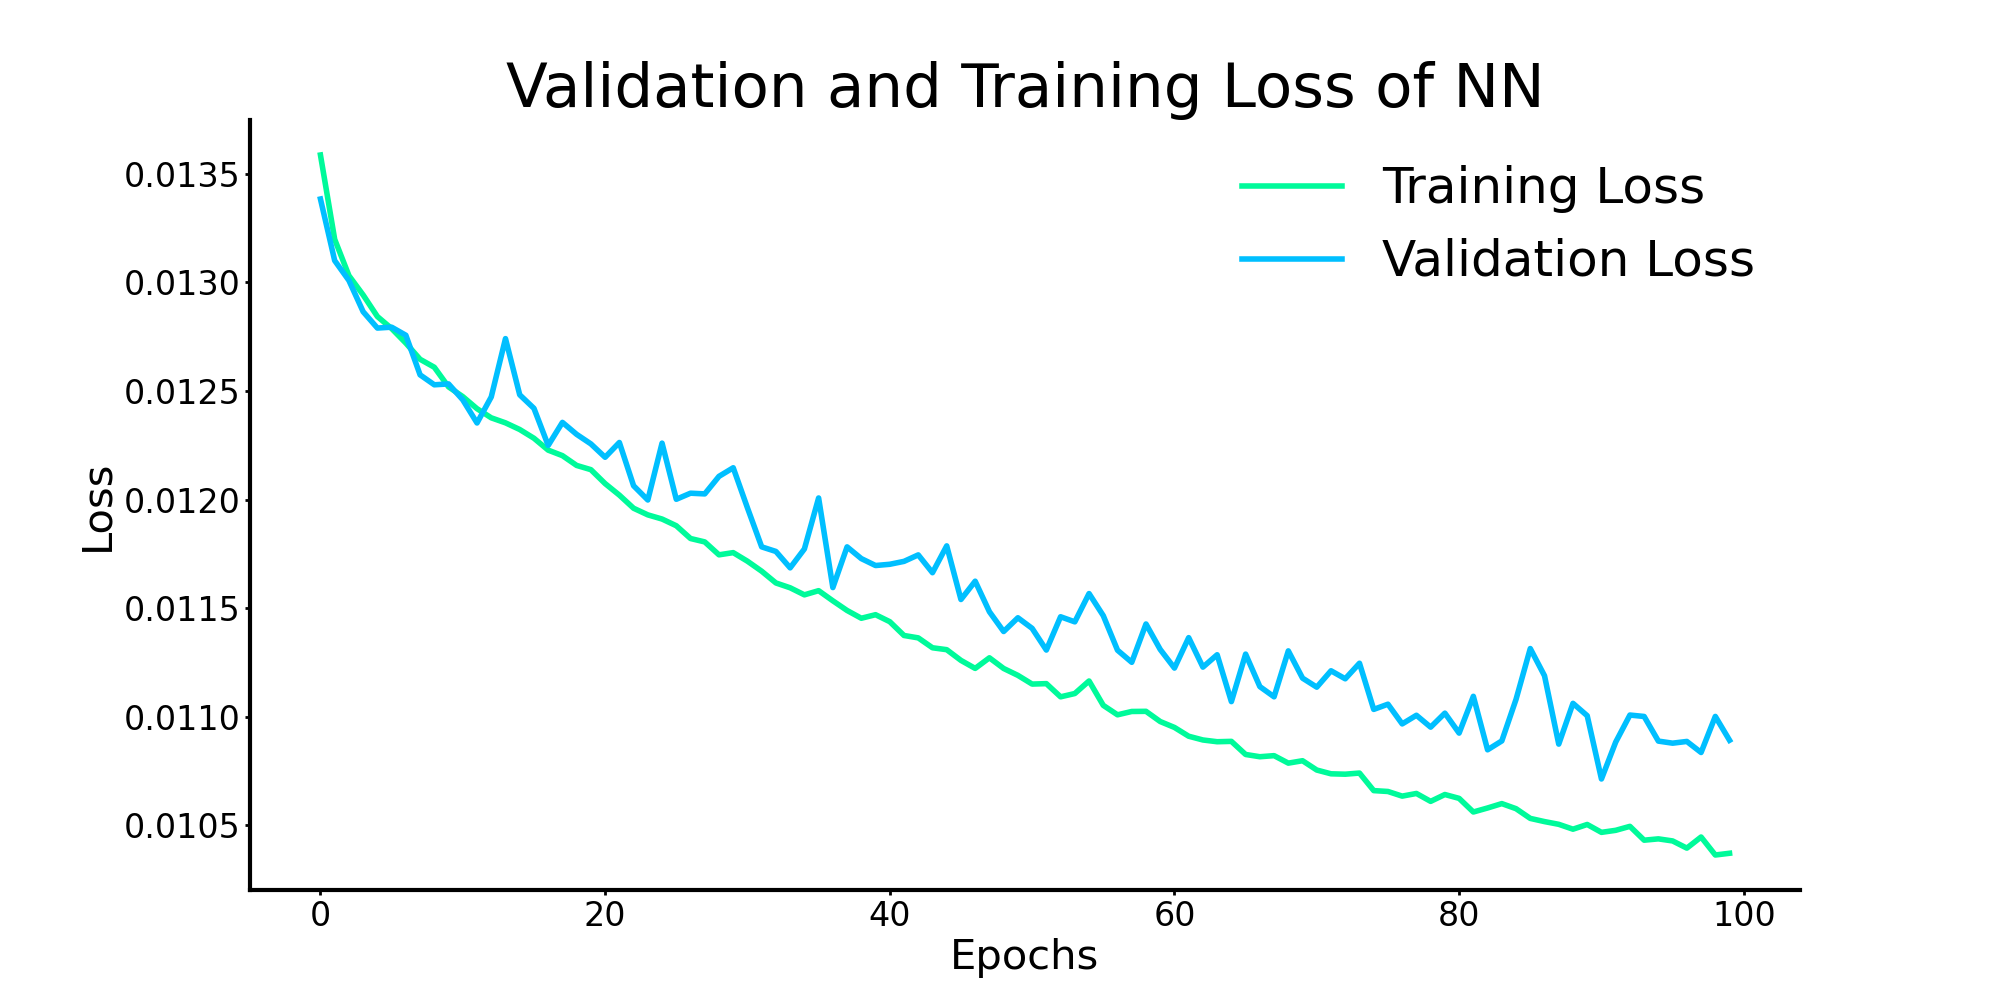 Validation and Training Loss of NN
Training Loss
Validation Loss
0.0135
0.0130
0.0125
0.0120
0.0115
0.0110
0.0105
Loss
0 20 40 60 80 100
Epochs